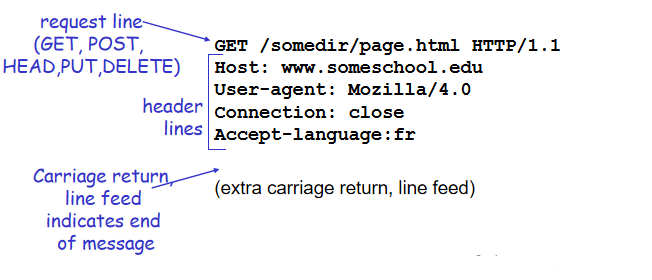 request line
(GET, POST,
HEAD,PUT,DELETE)
GET /somedir/page.html HTTP/1.1
Host: www.someschool.edu
User-agent: Mozilla/4.0
Connection: close
Accept-language:fr
header
lines
Carriage return,
line feed
indicates end
of message
(extra carriage return, line feed)